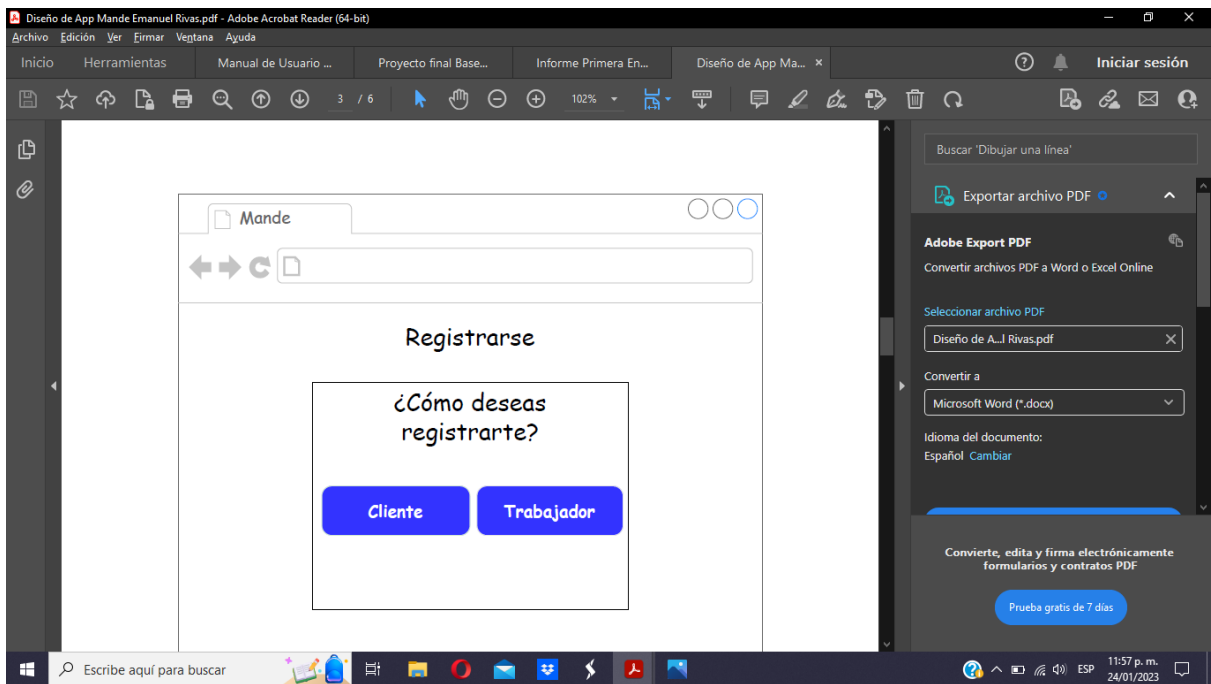 Diseño de App Mande Emanuel Rivas.pdf - Adobe Acrobat Reader (64-bit)
Archivo Edición Ver Firmar Ventana Ayuda
Inicio Herramientas Manual de Usuario ... Proyecto final Base... Informe Primera En... Diseño de App Ma... × Iniciar sesión
3 / 6 102%
Buscar 'Dibujar una línea'
Exportar archivo PDF
Adobe Export PDF
Convertir archivos PDF a Word o Excel Online
Seleccionar archivo PDF
Diseño de A...l Rivas.pdf
Convertir a
Microsoft Word (*.docx)
Idioma del documento:
Español Cambiar
Convierte, edita y firma electrónicamente
formularios y contratos PDF
Prueba gratis de 7 días
Mande
Registrarse
¿Cómo deseas
registrarte?
Cliente Trabajador
Escribe aquí para buscar
ESP
11:57 p. m.
24/01/2023